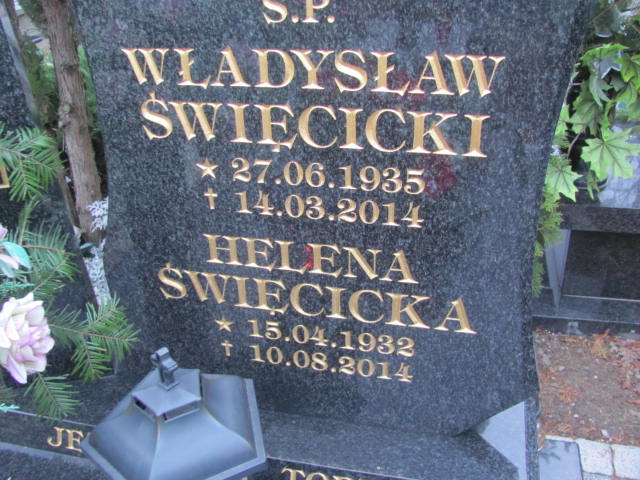 Ś.P.
WŁADYSŁAW
ŚWIĘCICKI
★ 27.06.1935
✝ 14.03.2014
HELENA
ŚWIĘCICKA
★ 15.04.1932
✝ 10.08.2014